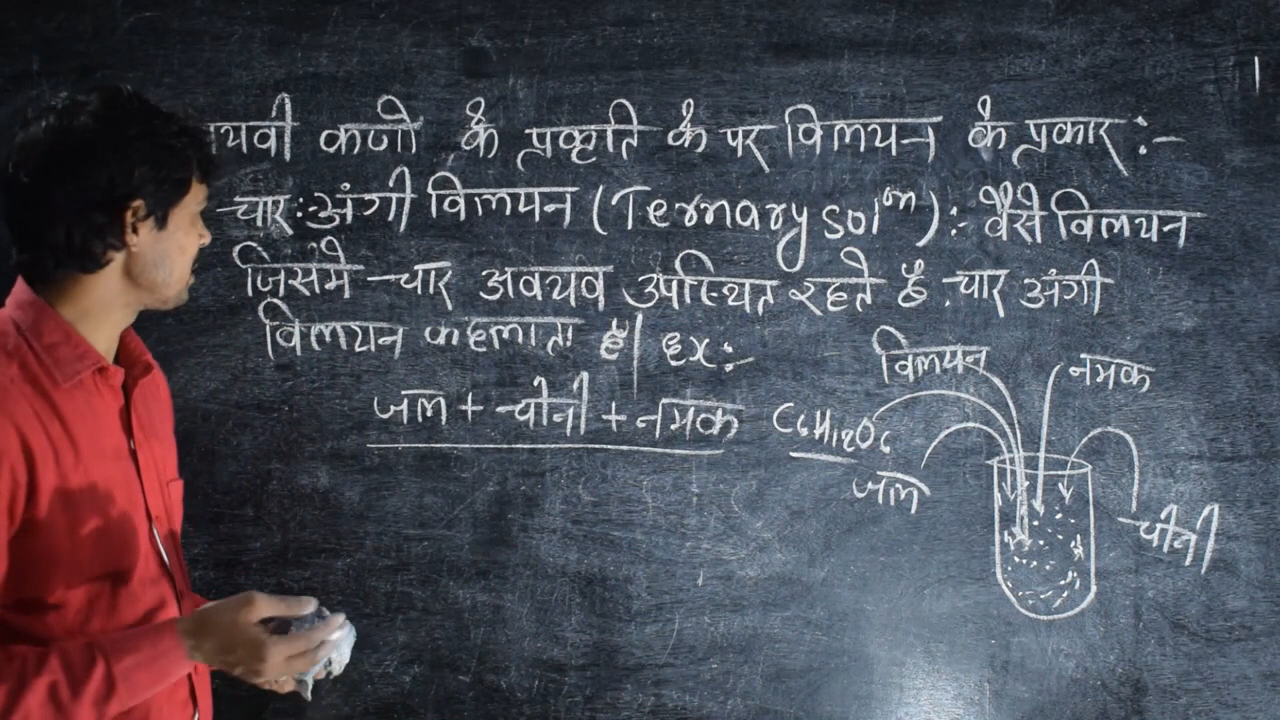 यवी कणो के प्रकृति के पर विलयन के प्रकार :-
चार: अंगी विलयन (Ternary solⁿ) :- वैसे विलयन
जिसमे चार अवयव उपस्थित रहते है . चार अंगी
विलयन कहलाता है| Ex :-
जल + चीनी + नमक C6H12O6
विलयन
नमक
जल
चीनी